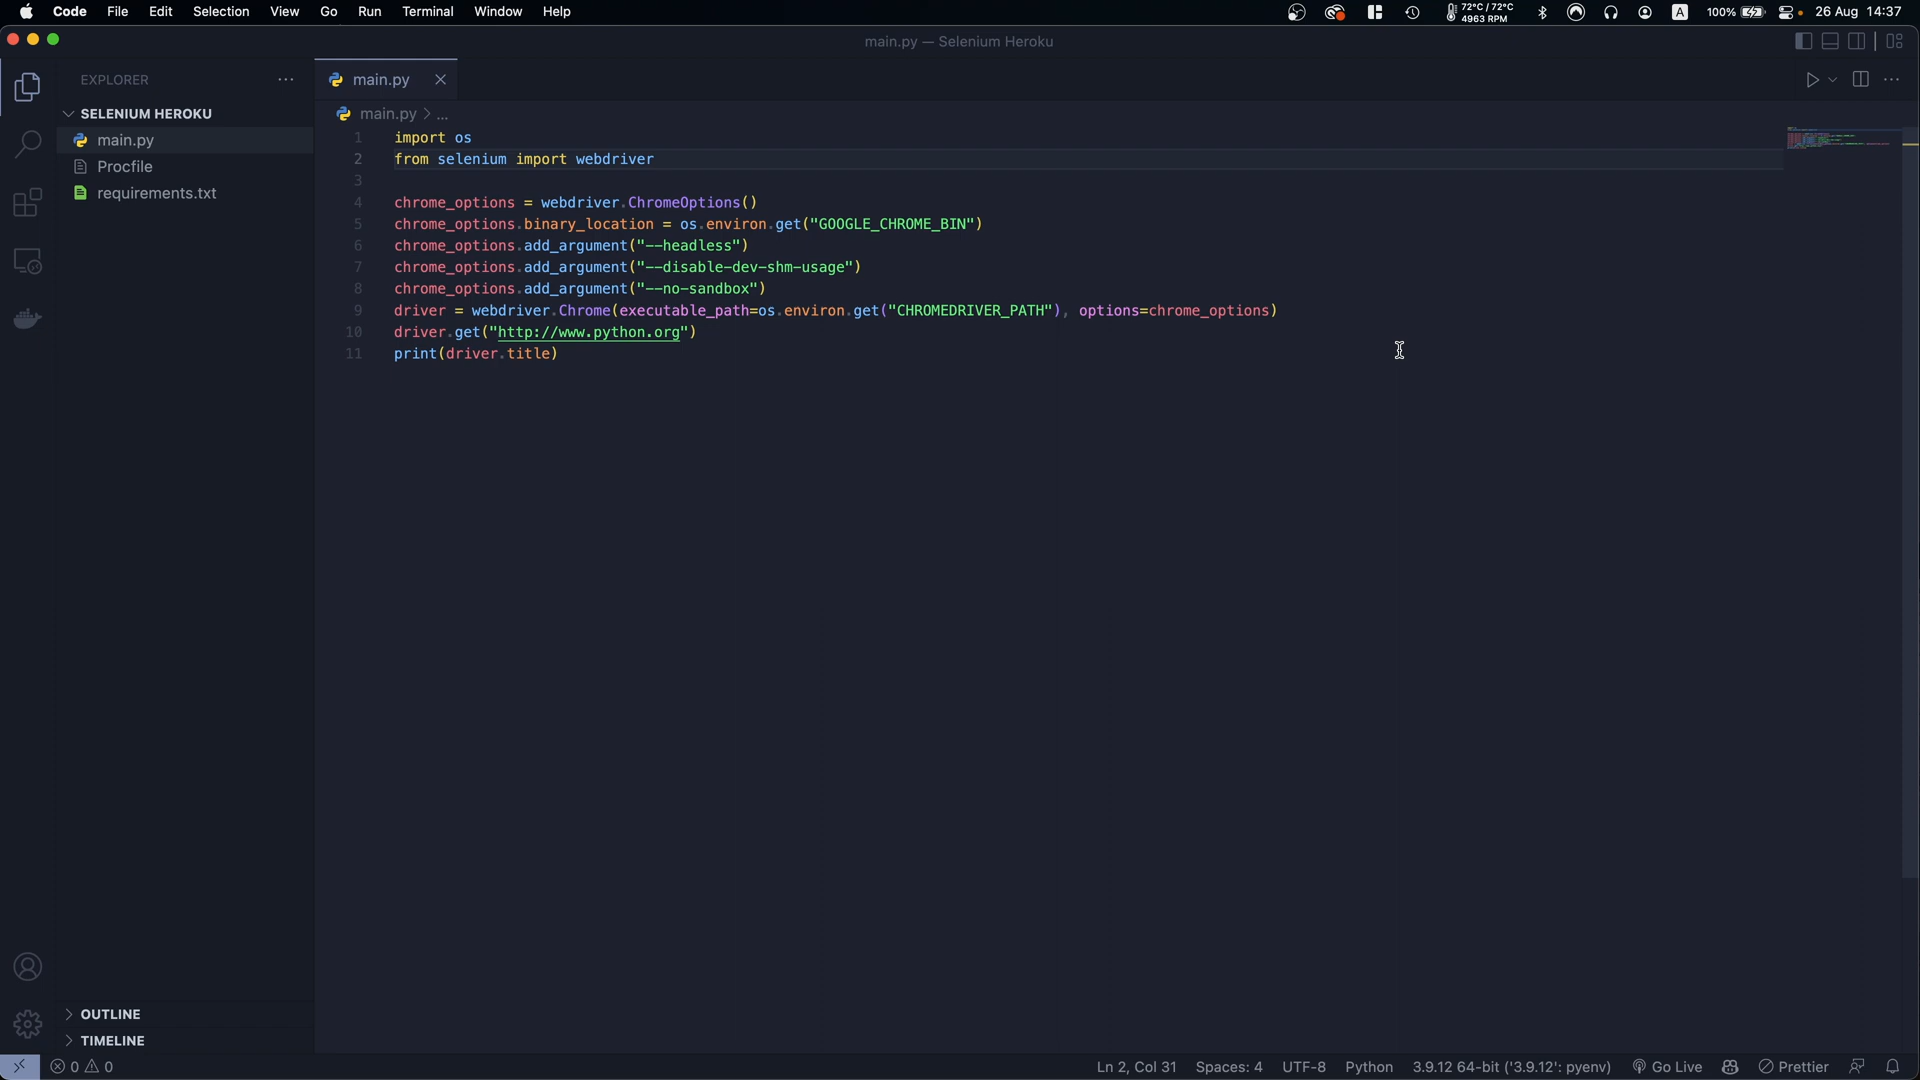 Code File Edit Selection View Go Run Terminal Window Help
72°C / 72°C
4963 RPM
A
100%
26 Aug 14:37
main.py — Selenium Heroku
EXPLORER
main.py
SELENIUM HEROKU
main.py
Procfile
requirements.txt
main.py > ...
1 import os
2 from selenium import webdriver
3
4 chrome_options = webdriver.ChromeOptions()
5 chrome_options.binary_location = os.environ.get("GOOGLE_CHROME_BIN")
6 chrome_options.add_argument("--headless")
7 chrome_options.add_argument("--disable-dev-shm-usage")
8 chrome_options.add_argument("--no-sandbox")
9 driver = webdriver.Chrome(executable_path=os.environ.get("CHROMEDRIVER_PATH"), options=chrome_options)
10 driver.get("http://www.python.org")
11 print(driver.title)
OUTLINE
TIMELINE
0 0
Ln 2, Col 31 Spaces: 4 UTF-8 Python 3.9.12 64-bit ('3.9.12': pyenv) Go Live Prettier